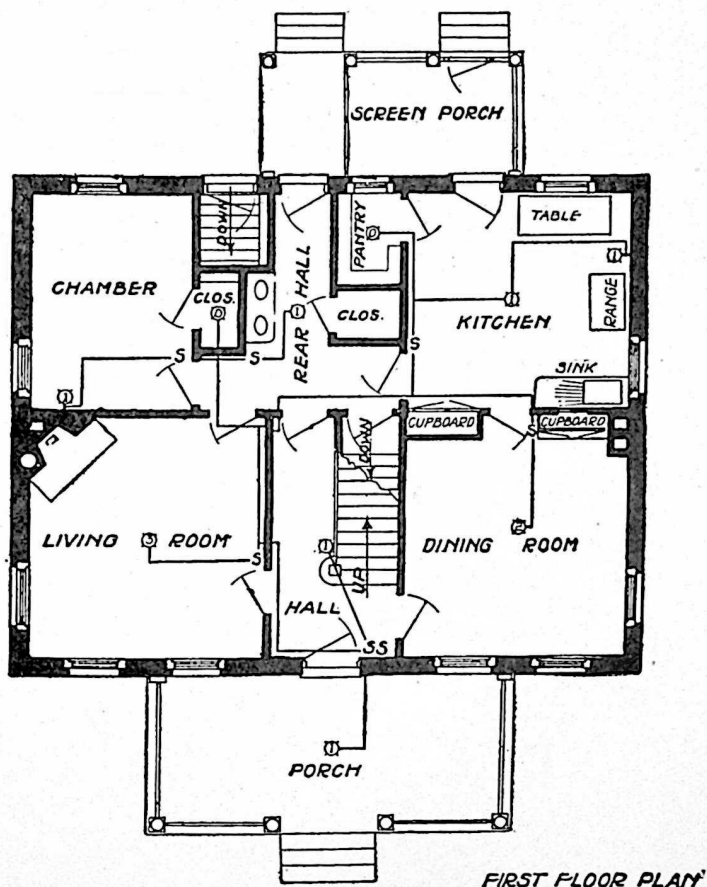 SCREEN PORCH
DOWN
PANTRY
TABLE
CHAMBER
CLOS.
REAR HALL
CLOS.
KITCHEN
RANGE
S
S
S
SINK
CUPBOARD
CUPBOARD
DOWN
S
LIVING ROOM
DINING ROOM
S
HALL
UP
SS
PORCH
FIRST FLOOR PLAN